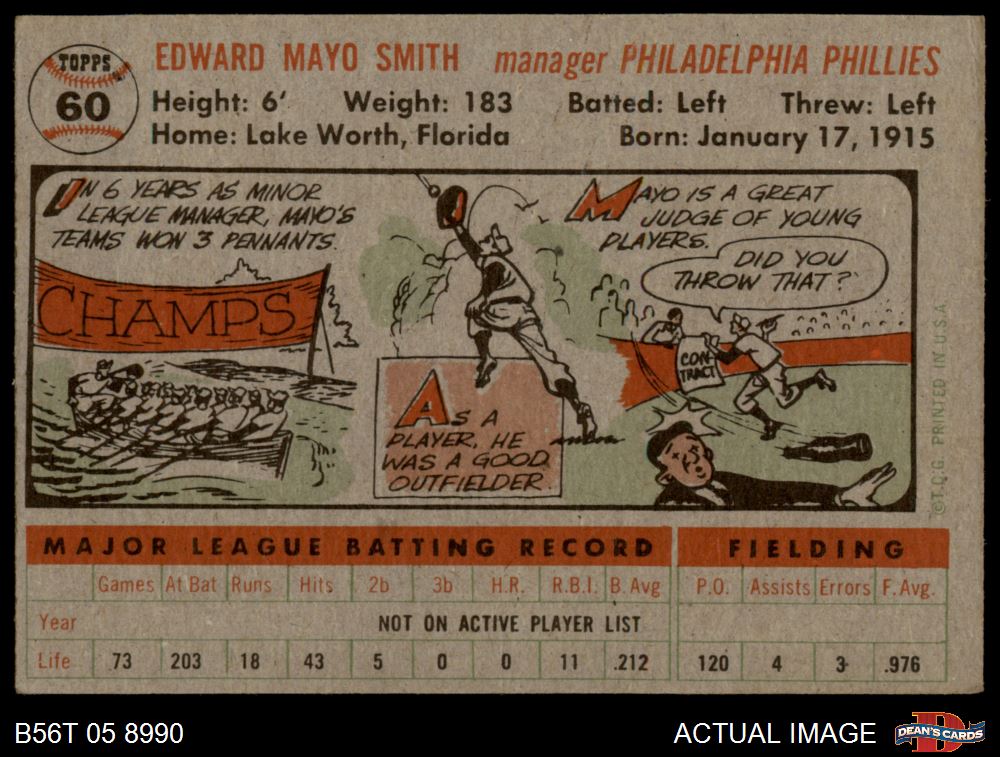 TOPPS
60
EDWARD MAYO SMITH manager PHILADELPHIA PHILLIES
Height: 6' Weight: 183 Batted: Left Threw: Left
Home: Lake Worth, Florida Born: January 17, 1915
IN 6 YEARS AS MINOR
LEAGUE MANAGER, MAYO'S
TEAMS WON 3 PENNANTS.
CHAMPS
AS A
PLAYER, HE
WAS A GOOD
OUTFIELDER
MAYO IS A GREAT
JUDGE OF YOUNG
PLAYERS.
DID YOU
THROW THAT?
CON-
TRACT
©T.C.G. PRINTED IN U.S.A
MAJOR LEAGUE BATTING RECORD FIELDING
Games At Bat Runs Hits 2b 3b H.R. R.B.I. B. Avg P.O. Assists Errors F. Avg.
Year NOT ON ACTIVE PLAYER LIST
Life 73 203 18 43 5 0 0 11 .212 120 4 3 .976
B56T 05 8990 ACTUAL IMAGE
DEAN'S CARDS